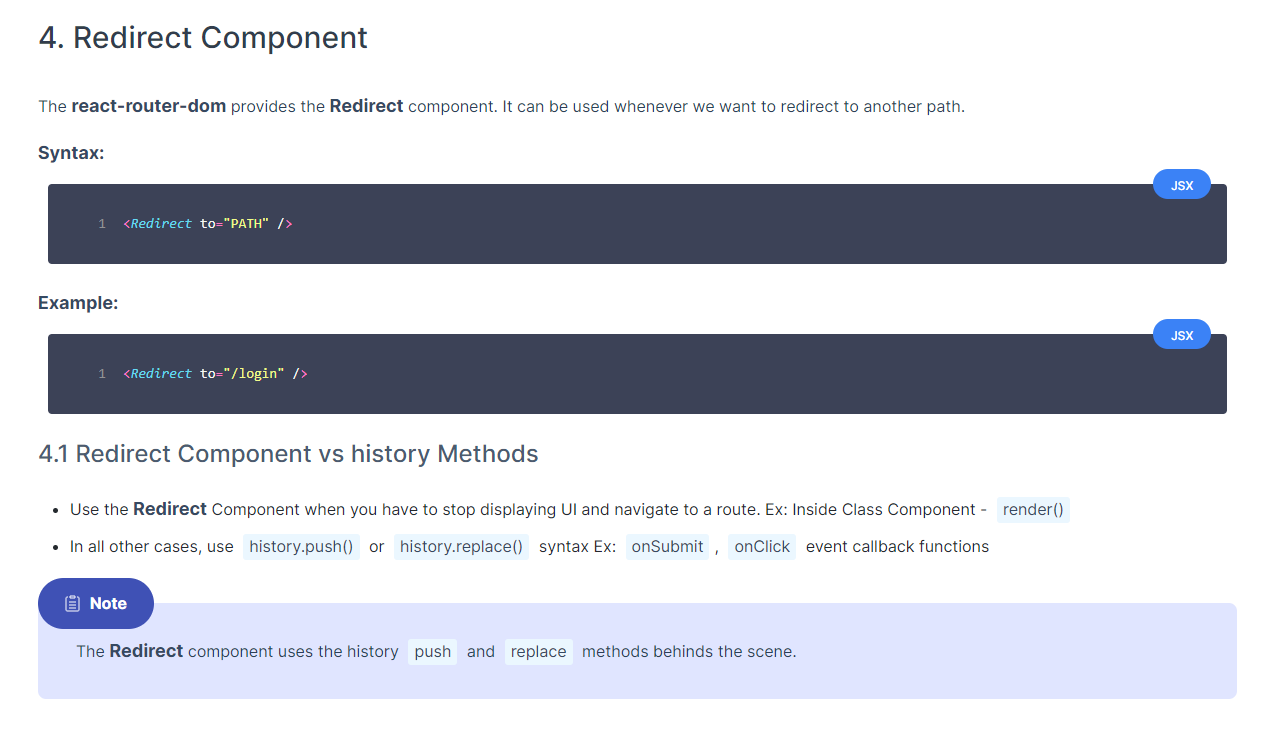 4. Redirect Component
The react-router-dom provides the Redirect component. It can be used whenever we want to redirect to another path.
Syntax:
JSX
1 <Redirect to="PATH" />
Example:
JSX
1 <Redirect to="/login" />
4.1 Redirect Component vs history Methods
• Use the Redirect Component when you have to stop displaying UI and navigate to a route. Ex: Inside Class Component - render()
• In all other cases, use history.push() or history.replace() syntax Ex: onSubmit , onClick event callback functions
Note
The Redirect component uses the history push and replace methods behinds the scene.